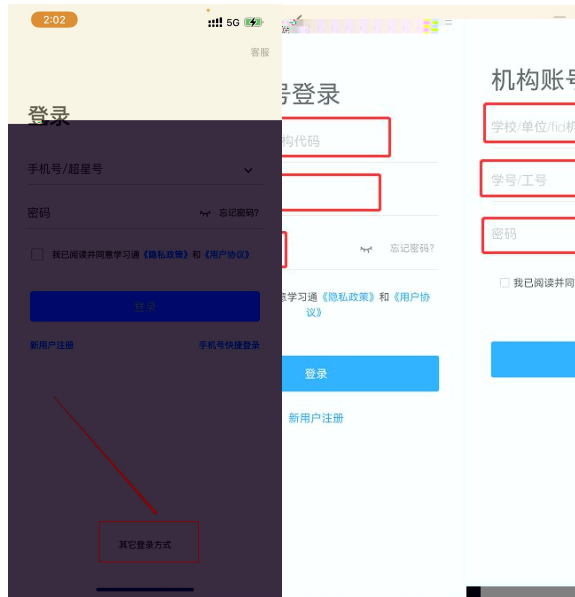 2:02
5G
客服
登录
手机号/超星号
密码
忘记密码?
我已阅读并同意学习通《隐私政策》和《用户协议》
登录
新用户注册
手机号快捷登录
其它登录方式
号登录
构代码
忘记密码?
意学习通《隐私政策》和《用户协
议》
登录
新用户注册
机构账号
学校/单位/fid机
学号/工号
密码
我已阅读并同